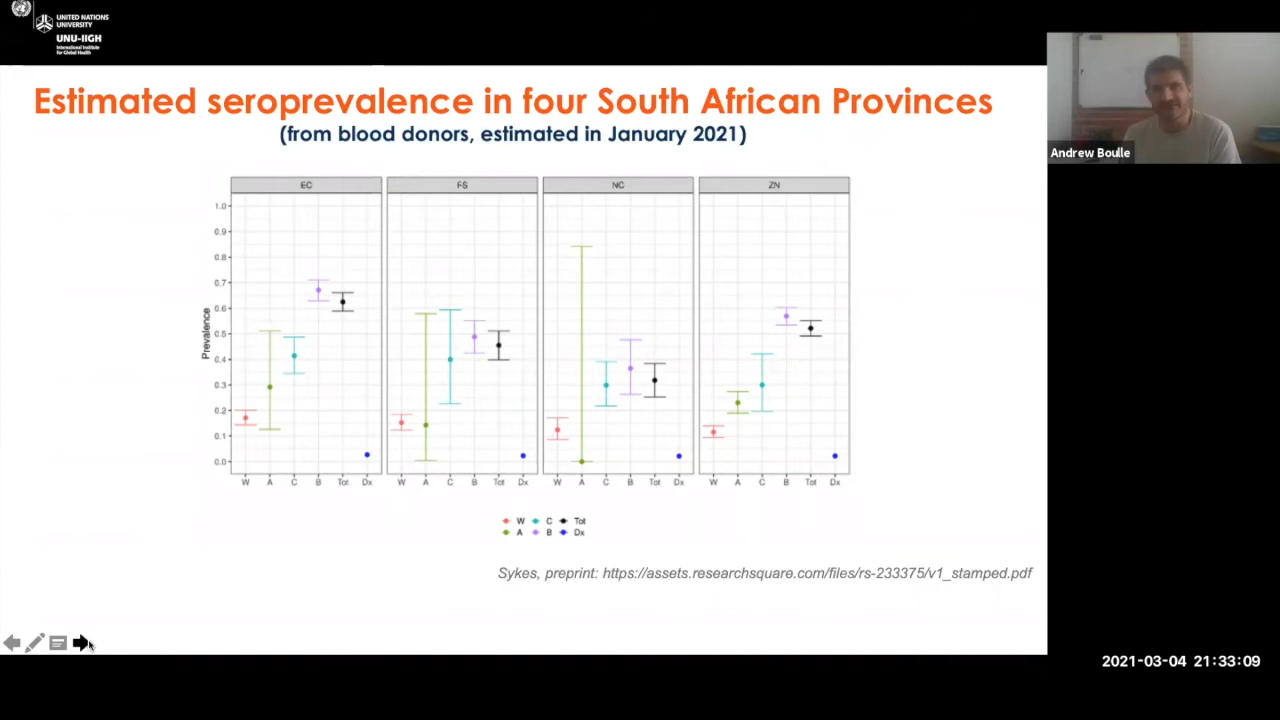 UNITED NATIONS
UNIVERSITY
UNU-IIGH
International Institute
for Global Health
Estimated seroprevalence in four South African Provinces
(from blood donors, estimated in January 2021)
Andrew Boulle
EC FS NC ZN
Prevalence
1.0
0.9
0.8
0.7
0.6
0.5
0.4
0.3
0.2
0.1
0.0
W A C B Tot Dx W A C B Tot Dx W A C B Tot Dx W A C B Tot Dx
W C Tot
A B Dx
Sykes, preprint: https://assets.researchsquare.com/files/rs-233375/v1_stamped.pdf
2021-03-04 21:33:09